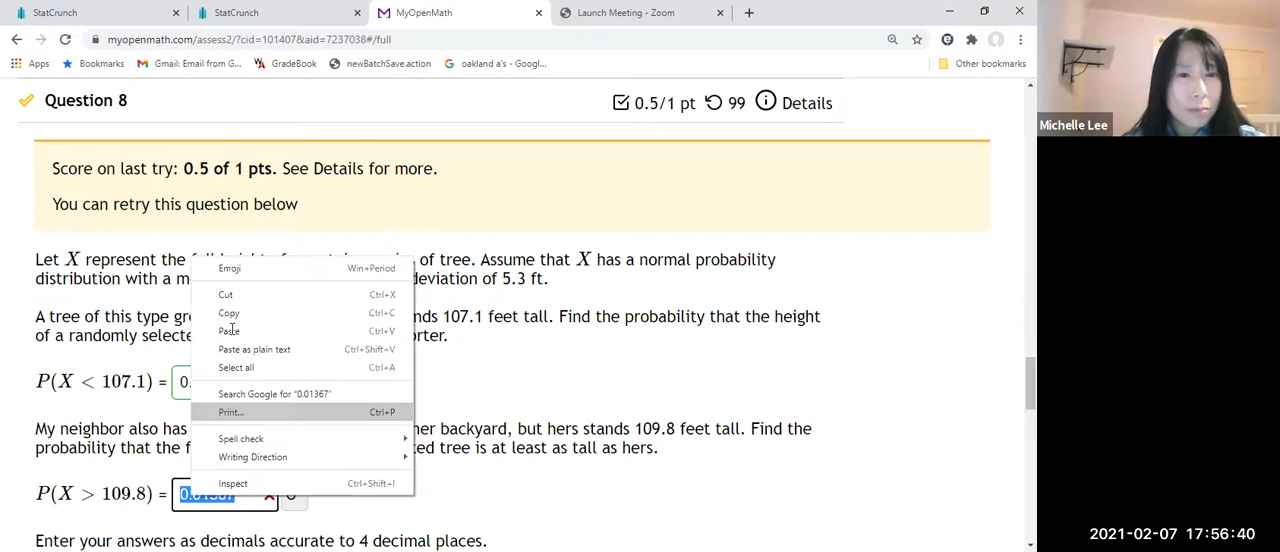 StatCrunch
StatCrunch
MyOpenMath
Launch Meeting - Zoom
myopenmath.com/assess2/?cid=101407&aid=7237038#/full
Apps
Bookmarks
Gmail: Email from G...
GradeBook
newBatchSave.action
oakland a's - Googl...
Other bookmarks
Question 8
0.5/1 pt
99
Details
Score on last try: 0.5 of 1 pts. See Details for more.
You can retry this question below
Let X represent the of tree. Assume that X has a normal probability
distribution with a m deviation of 5.3 ft.
A tree of this type gr nds 107.1 feet tall. Find the probability that the height
of a randomly selecte rter.
P(X < 107.1) = 0.
My neighbor also has her backyard, but hers stands 109.8 feet tall. Find the
probability that the f ted tree is at least as tall as hers.
P(X > 109.8) = 0.01367
Enter your answers as decimals accurate to 4 decimal places.
Emoji Win+Period
Cut Ctrl+X
Copy Ctrl+C
Paste Ctrl+V
Paste as plain text Ctrl+Shift+V
Select all Ctrl+A
Search Google for "0.01367"
Print... Ctrl+P
Spell check
Writing Direction
Inspect Ctrl+Shift+I
Michelle Lee
2021-02-07 17:56:40